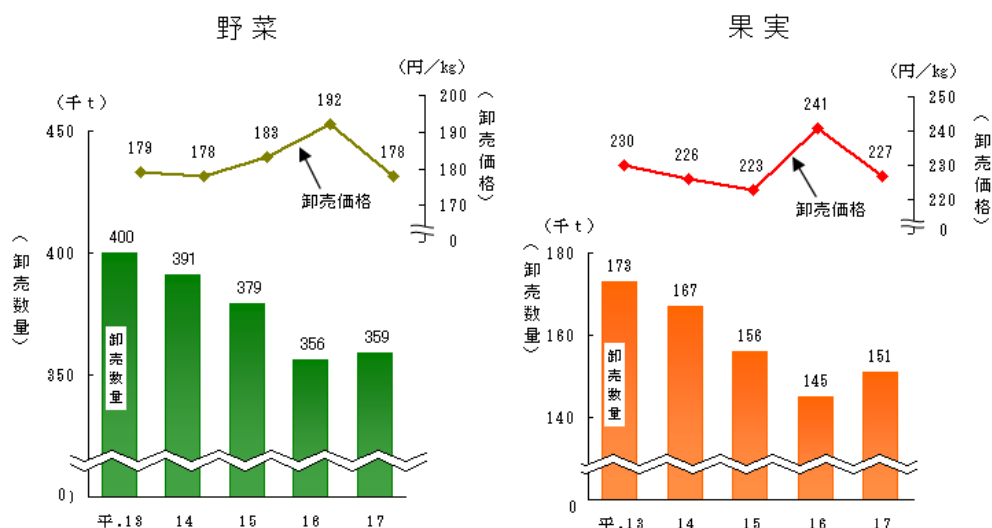 野菜
(円/kg)
(千t)
(卸売価格)
200
190
180
170
0
179
178
183
192
178
卸売価格
450
400
350
0)
(卸売数量)
400
391
379
356
359
卸売数量
平.13
14
15
16
17
果実
(円/kg)
(卸売価格)
250
240
230
220
0
230
226
223
241
227
卸売価格
(千t)
180
160
140
0
(卸売数量)
173
167
156
145
151
卸売数量
平.13
14
15
16
17